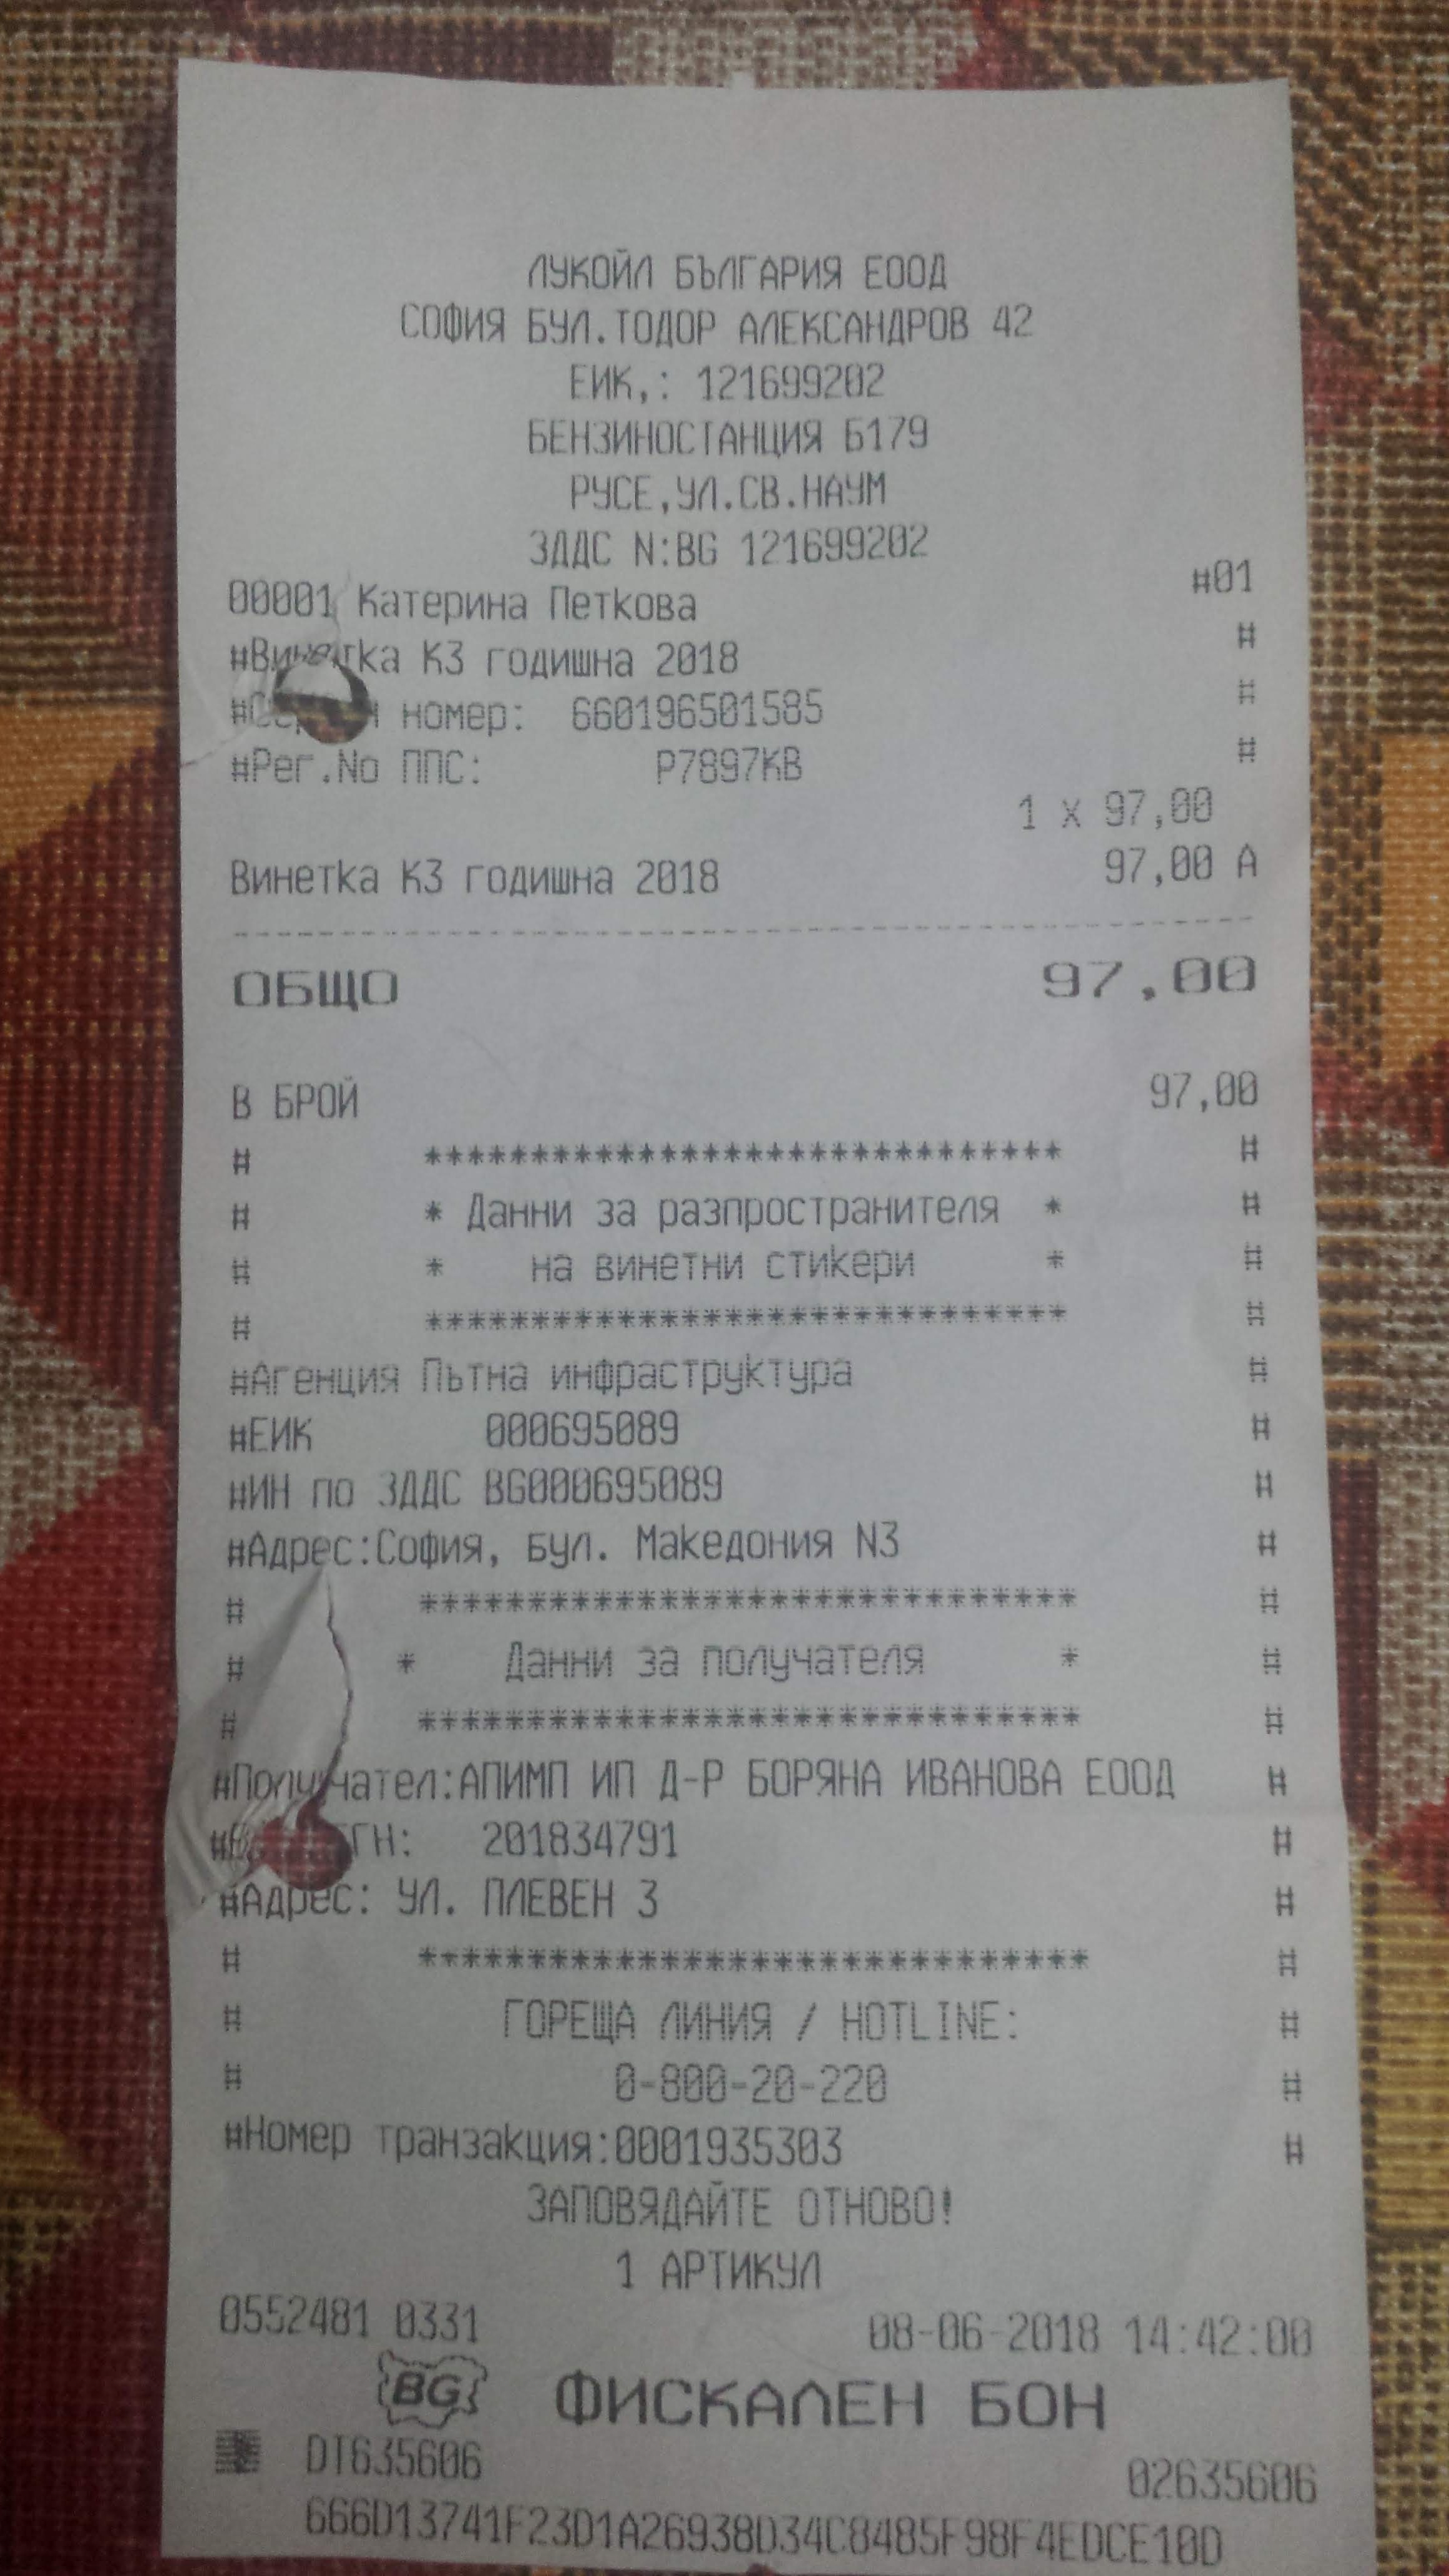 ЛУКОЙЛ БЪЛГАРИЯ ЕООД
СОФИЯ БУЛ.ТОДОР АЛЕКСАНДРОВ 42
ЕИК,: 121699202
БЕНЗИНОСТАНЦИЯ Б179
РУСЕ,УЛ.СВ.НАУМ
ЗДДС N:BG 121699202
00001 Катерина Петкова #01
#Винетка К3 годишна 2018 #
номер: 660196501585 #
#Рег.No ППС: P7897KB #
1 x 97,00
Винетка К3 годишна 2018 97,00 А
ОБЩО 97,00
В БРОЙ 97,00
# ****************************** #
# * Данни за разпространителя * #
# * на винетни стикери * #
# ****************************** #
#Агенция Пътна инфраструктура #
#ЕИК 000695089 #
#ИН по ЗДДС BG000695089 #
#Адрес:София, бул. Македония N3 #
# ****************************** #
# * Данни за получателя * #
# ****************************** #
#Получател:АПИМП ИП Д-Р БОРЯНА ИВАНОВА ЕООД #
201834791 #
#Адрес: УЛ. ПЛЕВЕН 3 #
# ****************************** #
# ГОРЕЩА ЛИНИЯ / HOTLINE: #
# 0-800-20-220 #
#Номер транзакция:0001935303 #
ЗАПОВЯДАЙТЕ ОТНОВО!
1 АРТИКУЛ
0552481 0331 08-06-2018 14:42:00
BG ФИСКАЛЕН БОН
DT635606 02635606
666D13741F23D1A26938D34C8485F98F4EDCE10D